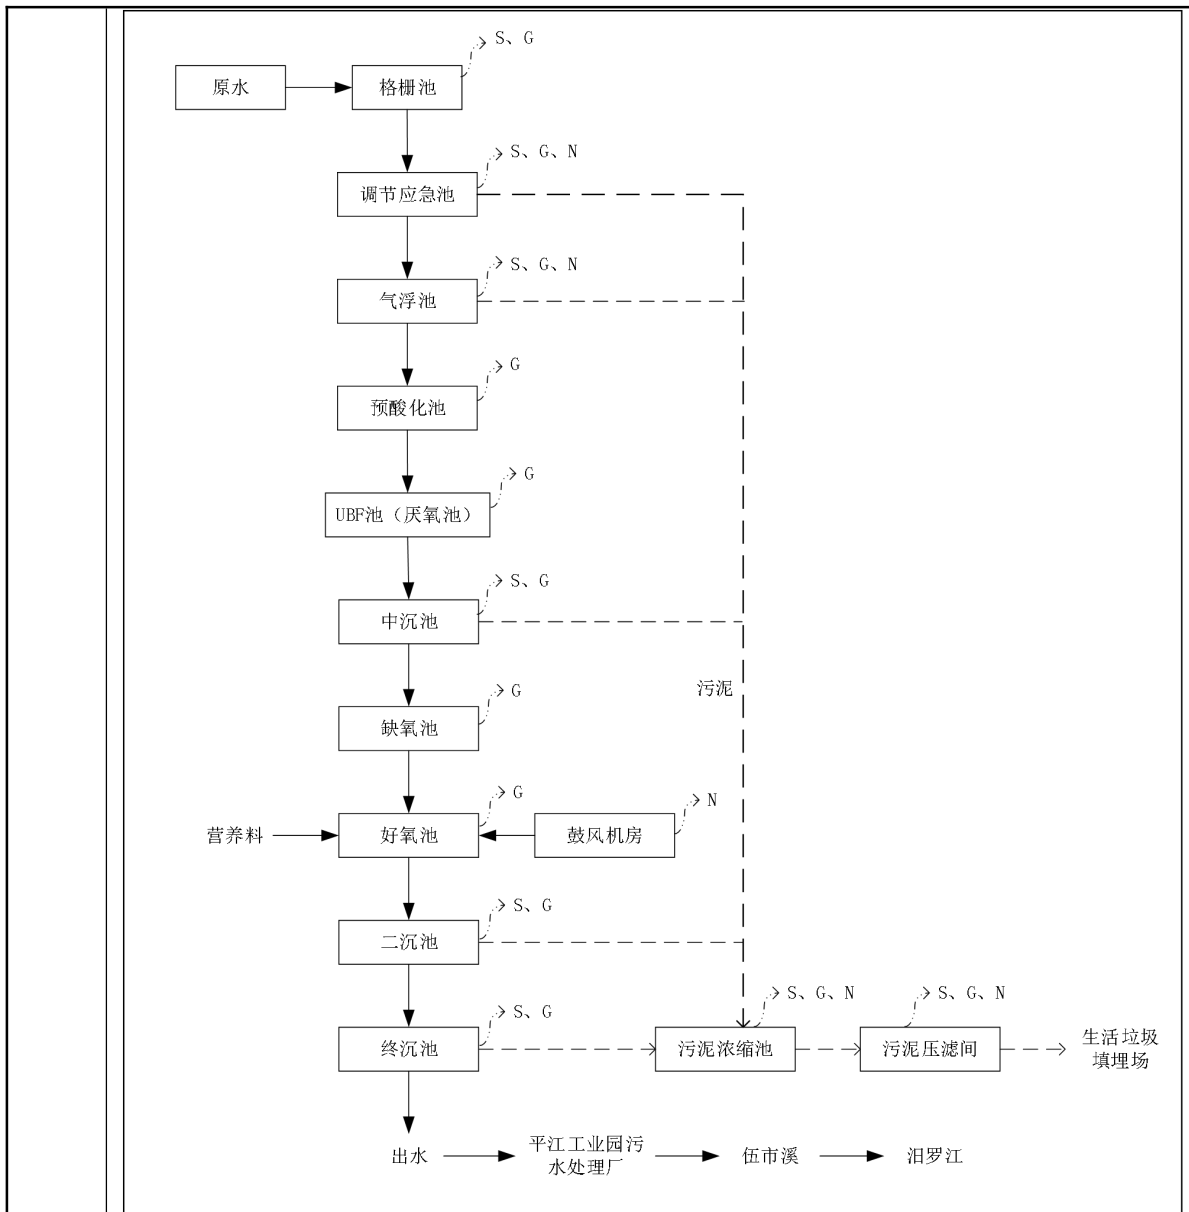 S、G
原水
格栅池
S、G、N
调节应急池
S、G、N
气浮池
G
预酸化池
G
UBF池（厌氧池）
S、G
中沉池
污泥
G
缺氧池
G
N
营养料
好氧池
鼓风机房
S、G
二沉池
S、G
S、G、N
S、G、N
终沉池
污泥浓缩池
污泥压滤间
生活垃圾
填埋场
出水
平江工业园污
水处理厂
伍市溪
汨罗江